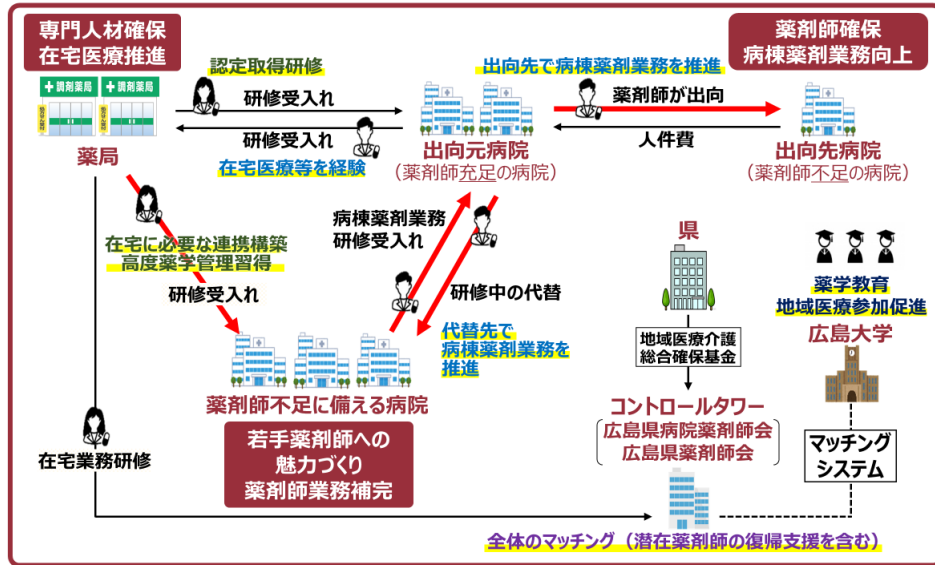 専門人材確保
在宅医療推進
調剤薬局
調剤薬局
薬局
認定取得研修
研修受入れ
研修受入れ
在宅医療等を経験
出向元病院
(薬剤師充足の病院)
出向先で病棟薬剤業務を推進
薬剤師が出向
人件費
薬剤師確保
病棟薬剤業務向上
出向先病院
(薬剤師不足の病院)
在宅に必要な連携構築
高度薬学管理習得
研修受入れ
病棟薬剤業務
研修受入れ
研修中の代替
代替先で
病棟薬剤業務を
推進
薬剤師不足に備える病院
若手薬剤師への
魅力づくり
薬剤師業務補完
在宅業務研修
県
地域医療介護
総合確保基金
コントロールタワー
広島県病院薬剤師会
広島県薬剤師会
薬学教育
地域医療参加促進
広島大学
マッチング
システム
全体のマッチング(潜在薬剤師の復帰支援を含む)